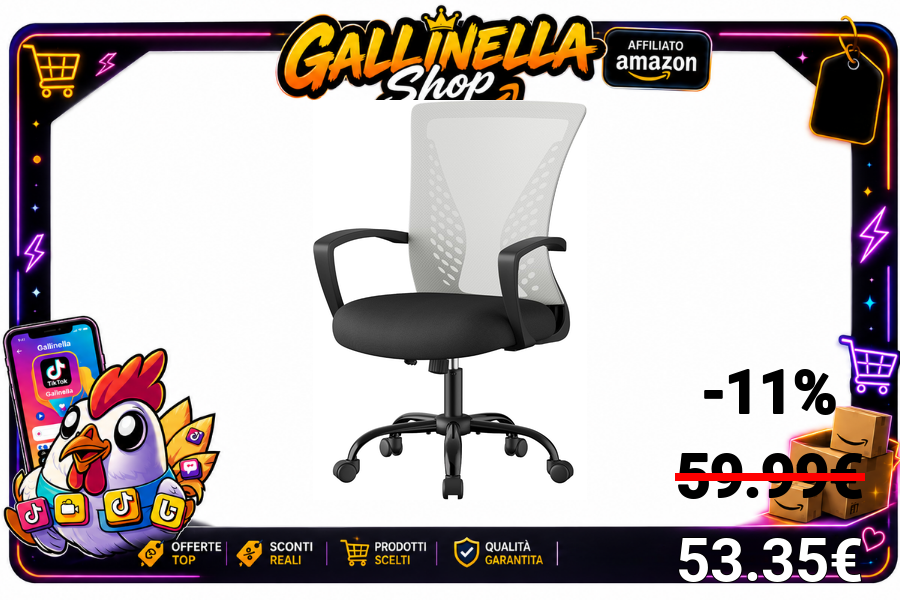 GALLINELLA
Shop
AFFILIATO
amazon
Gallinella
TikTok
Gallinella
-11%
59.99€
53.35€
OFFERTE
TOP
SCONTI
REALI
PRODOTTI
SCELTI
QUALITÀ
GARANTITA